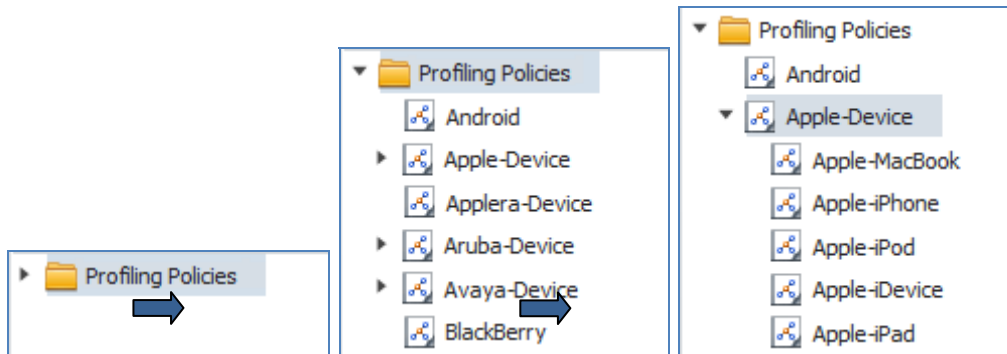 Profiling Policies
Profiling Policies
Android
Apple-Device
Applera-Device
Aruba-Device
Avaya-Device
BlackBerry
Profiling Policies
Android
Apple-Device
Apple-MacBook
Apple-iPhone
Apple-iPod
Apple-iDevice
Apple-iPad